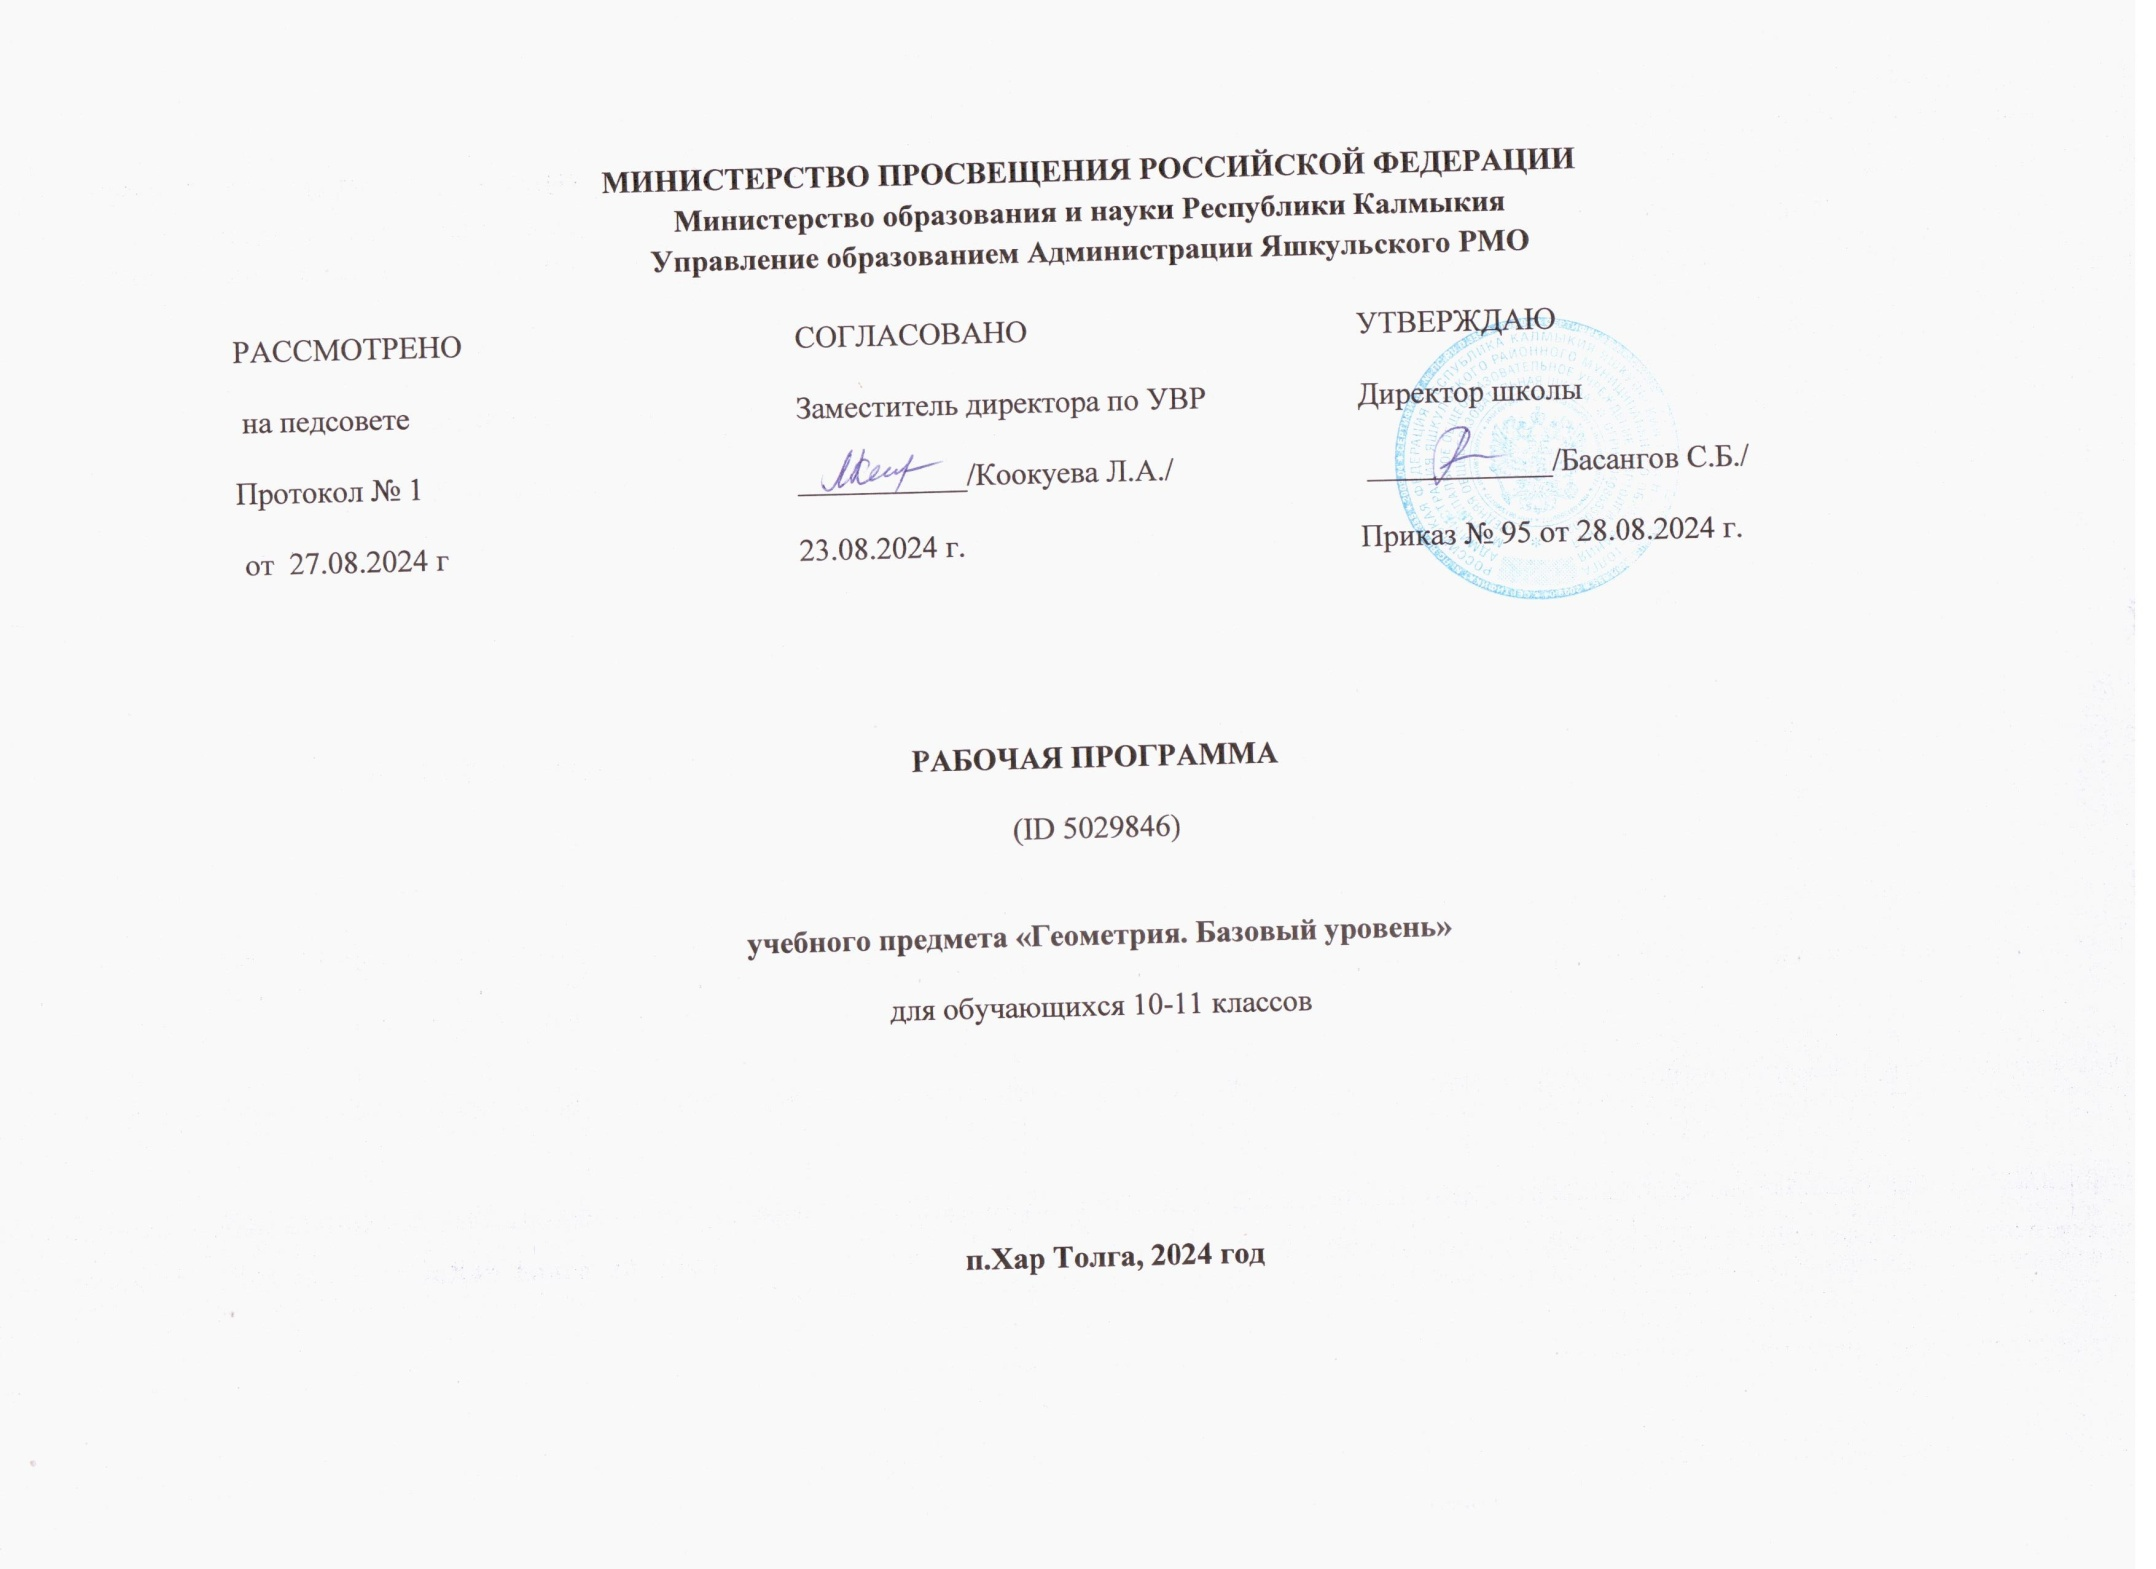 МИНИСТЕРСТВО ПРОСВЕЩЕНИЯ РОССИЙСКОЙ ФЕДЕРАЦИИ
Министерство образования и науки Республики Калмыкия
Управление образованием Администрации Яшкульского РМО
РАССМОТРЕНО
на педсовете
Протокол № 1
от 27.08.2024 г
СОГЛАСОВАНО
Заместитель директора по УВР
/Коокуева Л.А./
23.08.2024 г.
УТВЕРЖДАЮ
Директор школы
/Басангов С.Б./
Приказ № 95 от 28.08.2024 г.
РАБОЧАЯ ПРОГРАММА
(ID 5029846)
учебного предмета «Геометрия. Базовый уровень»
для обучающихся 10-11 классов
п.Хар Толга, 2024 год